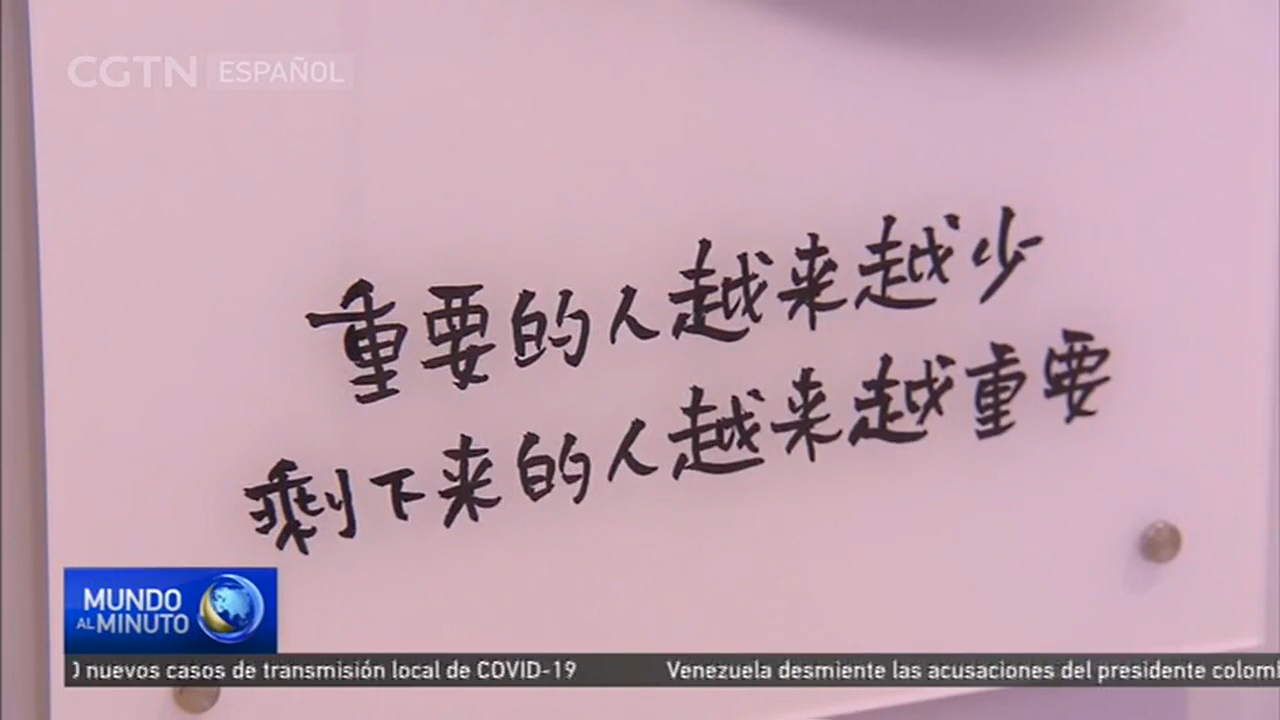 CGTN ESPAÑOL
重要的人越来越少
剩下来的人越来越重要
MUNDO
AL MINUTO
nuevos casos de transmisión local de COVID-19
Venezuela desmiente las acusaciones del presidente